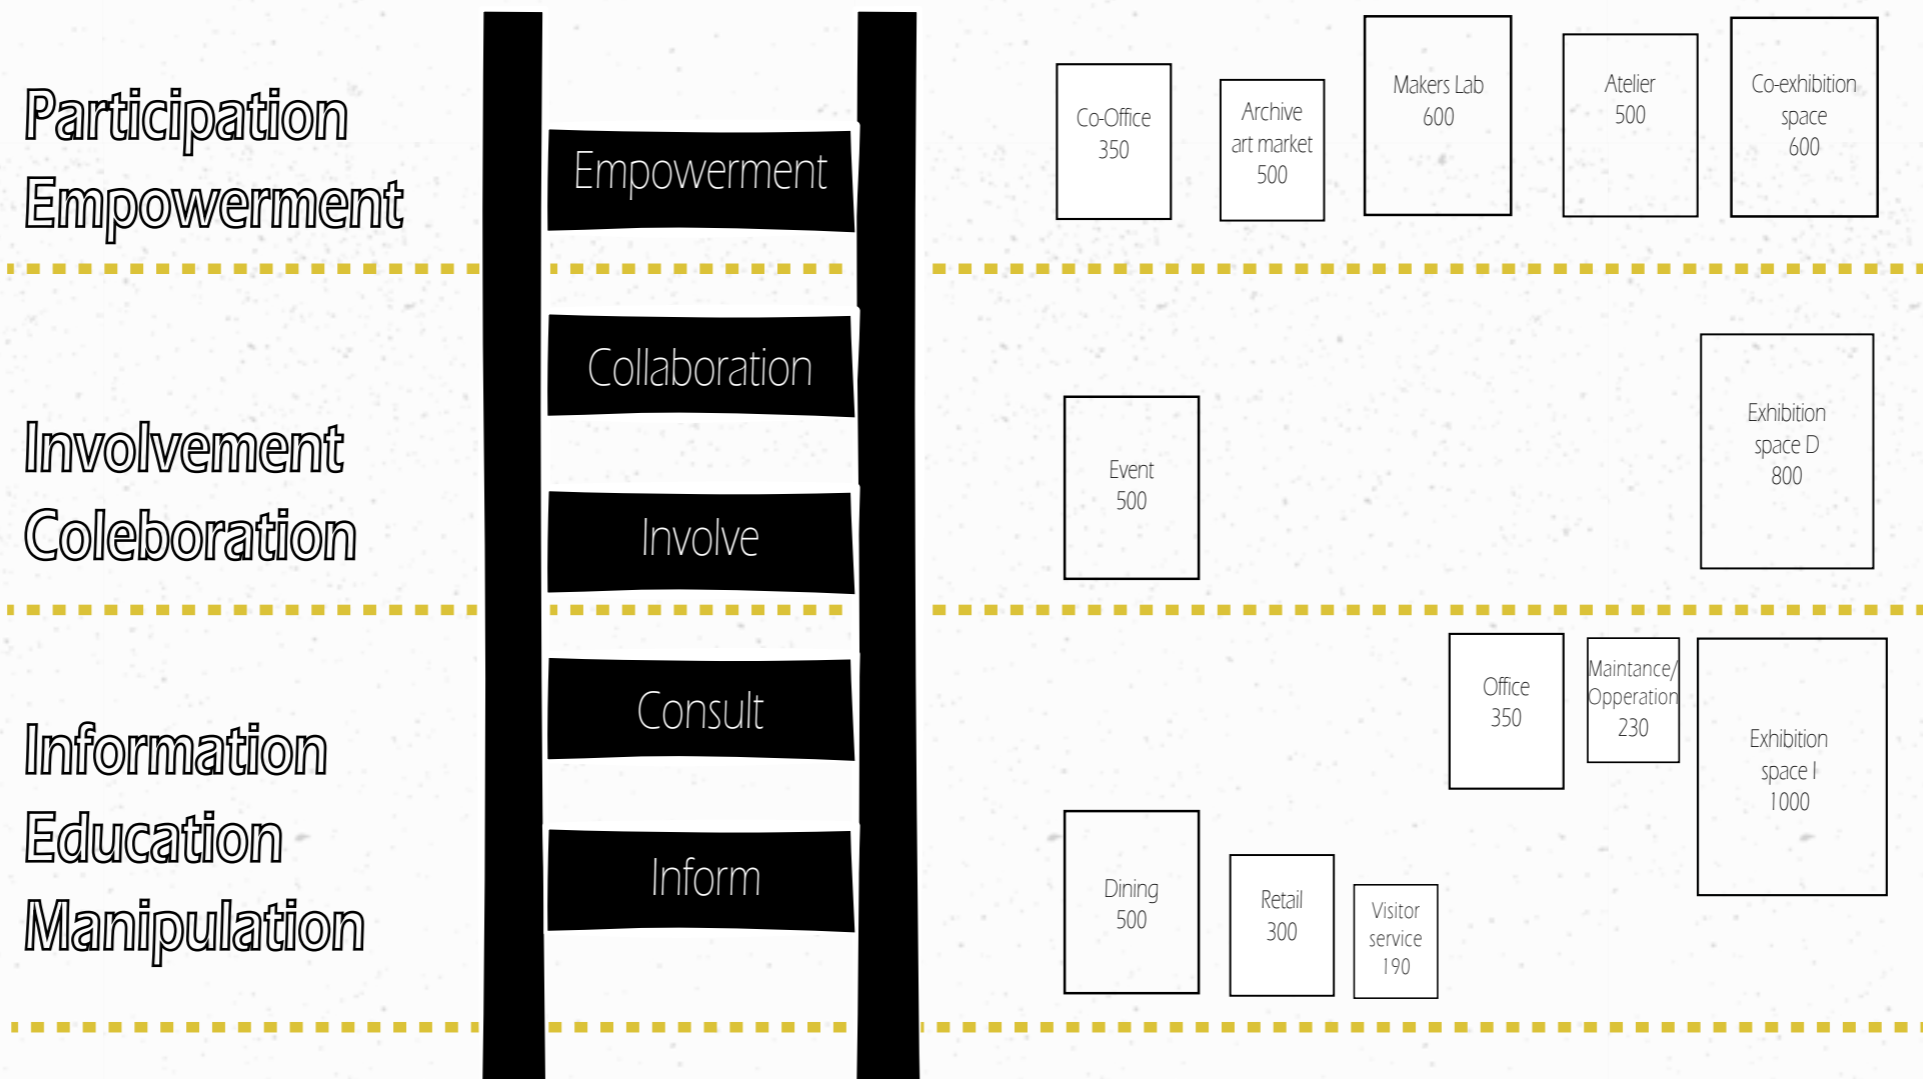 Participation
Empowerment
Empowerment
Co-Office
350
Archive
art market
500
Makers Lab
600
Atelier
500
Co-exhibition
space
600
Involvement
Coleboration
Collaboration
Involve
Event
500
Exhibition
space D
800
Information
Education
Manipulation
Consult
Inform
Office
350
Maintance/
Opperation
230
Exhibition
space I
1000
Dining
500
Retail
300
Visitor
service
190